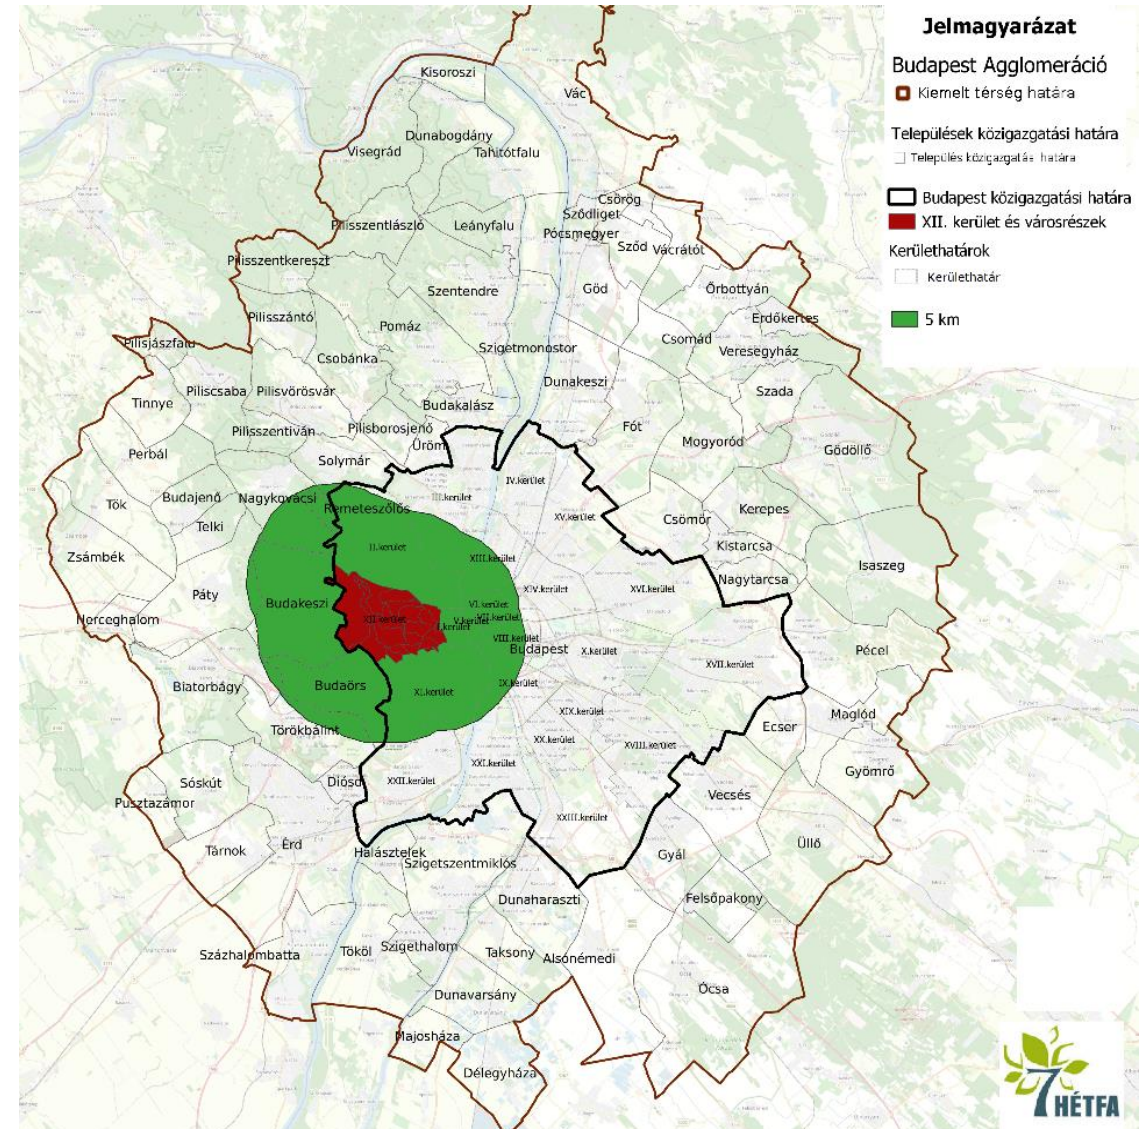 Jelmagyarázat
Budapest Agglomeráció
Kiemelt térség határa
Települések közigazgatási határa
Település közigazgatás határa
Budapest közigazgatási határa
XII. kerület és városrészek
Kerülethatárok
Kerülethatár
5 km
Kisoroszi
Vác
Dunabogdány
Visegrád
Tahitótfalu
Csörög
Sződliget
Pilisszentlászló
Leányfalu
Pócsmegyer
Sződ
Vácrátót
Pilisszentkereszt
Szentendre
Göd
Őrbottyán
Pilisszántó
Pomáz
Erdőkertes
Csomád
Pilisjászfalu
Csobánka
Szigetmonostor
Veresegyház
Dunakeszi
Piliscsaba
Pilisvörösvár
Szada
Tinnye
Budakalász
Pilisszentiván
Pilisborosjenő
Fót
Üröm
Mogyoród
Gödöllő
Perbál
Solymár
IV.kerület
Budajenő
Nagykovácsi
III.kerület
Tök
Remeteszőlős
Kerepes
XV.kerület
Csömör
Telki
II.kerület
Kistarcsa
Zsámbék
XIII.kerület
Isaszeg
Nagytarcsa
XIV.kerület
XVI.kerület
Páty
Budakeszi
VI.kerület
Herceghalom
XII.kerület
V.kerület
VII.kerület
I.kerület
VIII.kerület
Budapest
X.kerület
Pécel
XVII.kerület
Biatorbágy
Budaörs
XI.kerület
IX.kerület
XIX.kerület
Maglód
Ecser
Törökbálint
XX.kerület
XVIII.kerület
XXI.kerület
Gyömrő
Sóskút
Diósd
XXII.kerület
Vecsés
Pusztazámor
XXIII.kerület
Érd
Üllő
Tárnok
Halásztelek
Gyál
Szigetszentmiklós
Dunaharaszti
Felsőpakony
Százhalombatta
Tököl
Szigethalom
Taksony
Alsónémedi
Ócsa
Dunavarsány
Majosháza
Délegyháza
7
HÉTFA